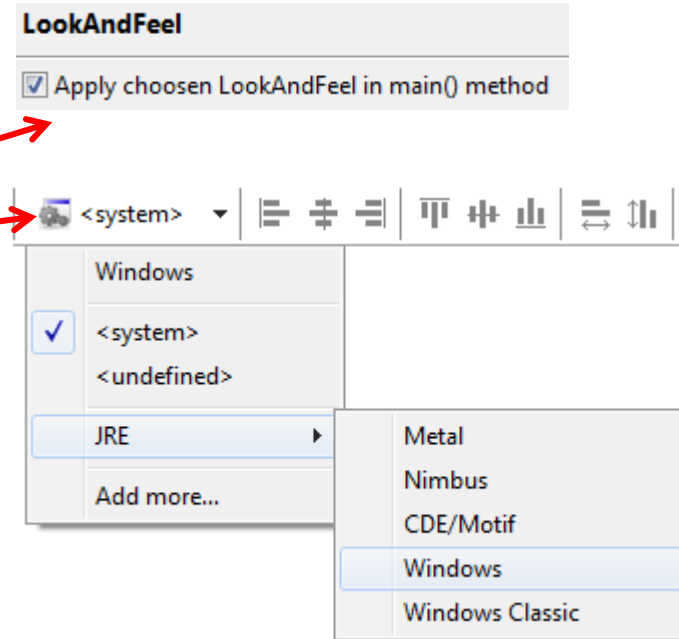 LookAndFeel
Apply choosen LookAndFeel in main() method
<system>
Windows
<system>
<undefined>
JRE
Add more...
Metal
Nimbus
CDE/Motif
Windows
Windows Classic